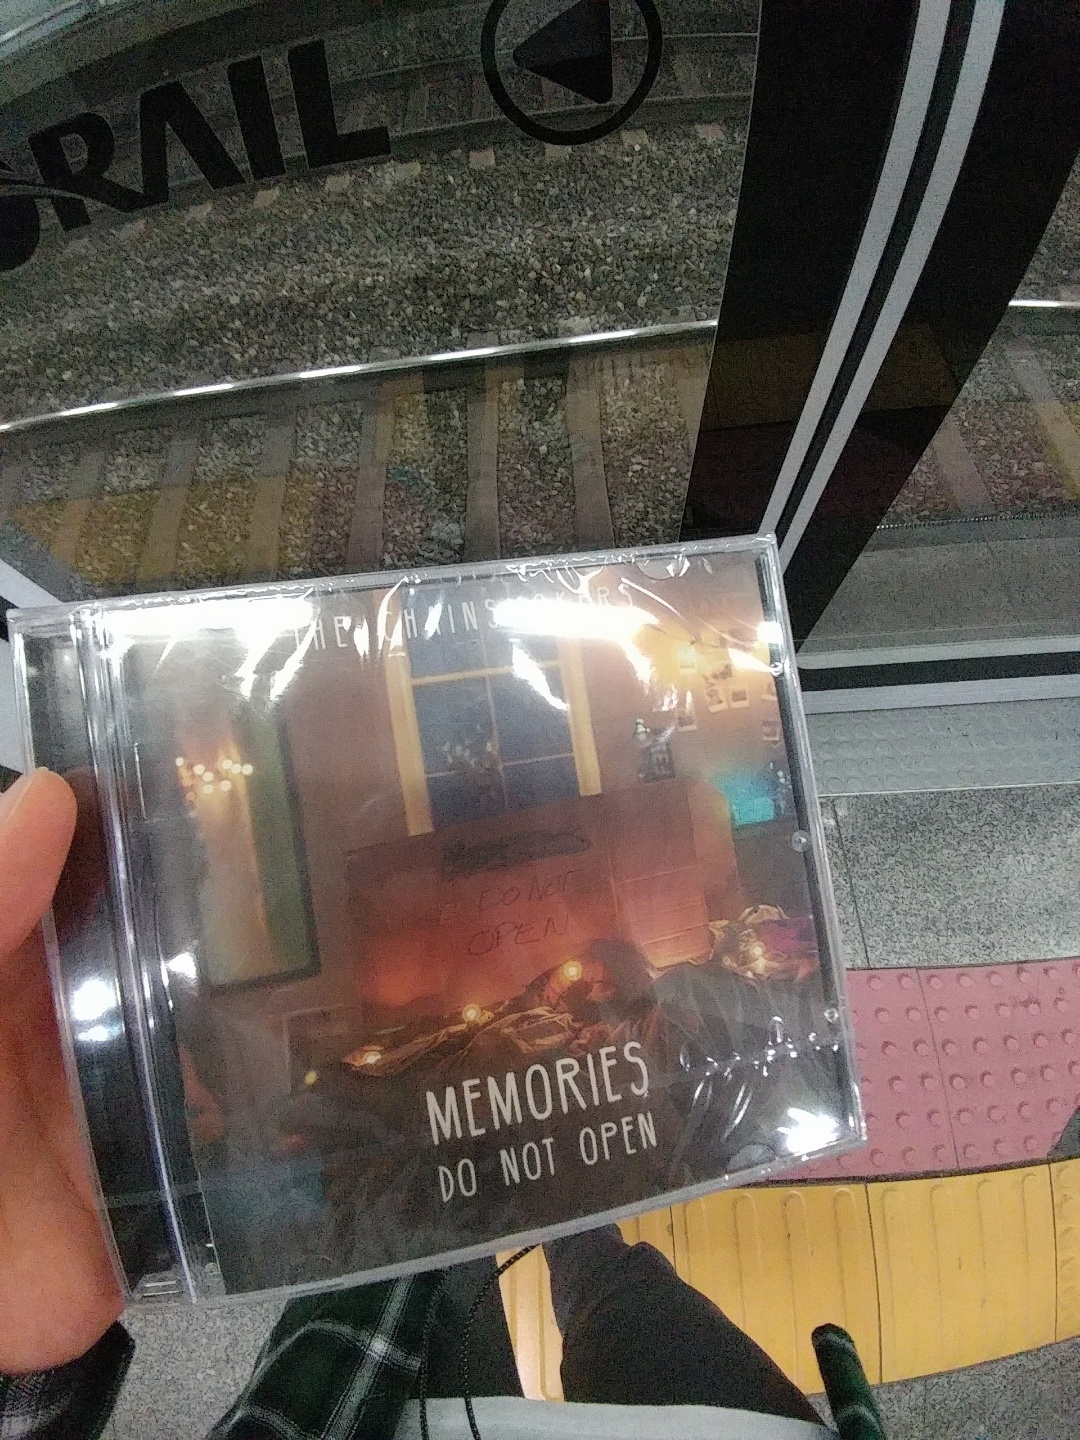 RAIL
THE CHAINSMOKERS
DO NOT
OPEN
MEMORIES
DO NOT OPEN